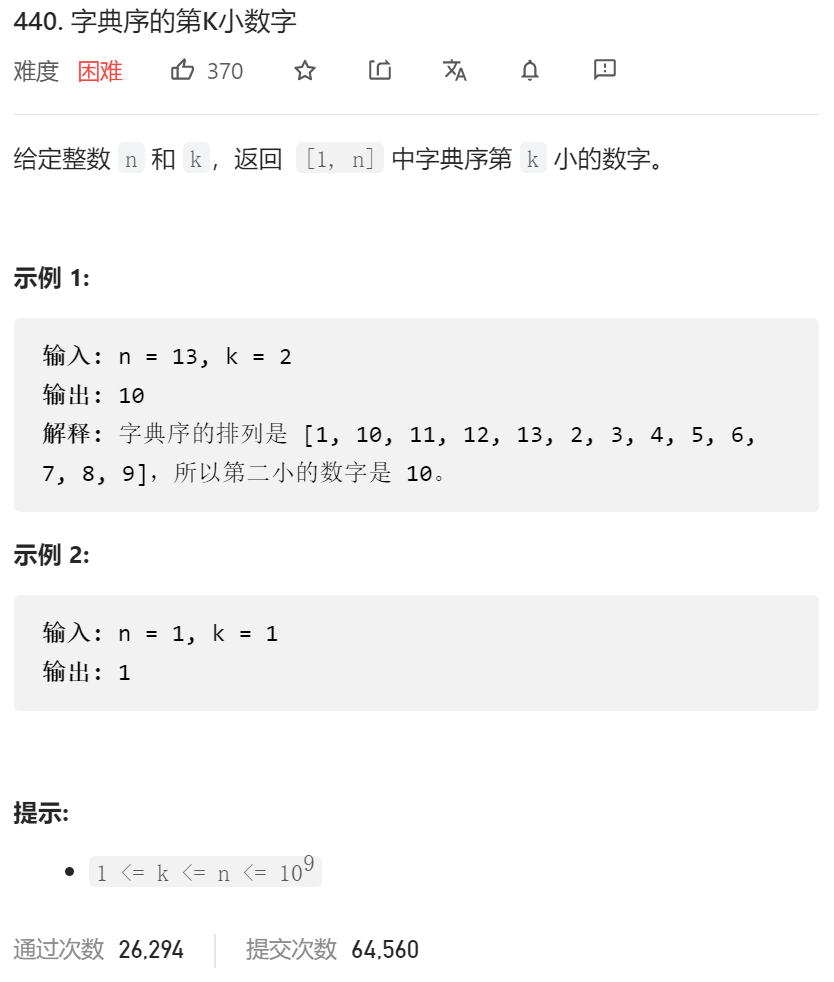 440. 字典序的第K小数字
难度 困难 370
给定整数 n 和 k，返回 [1, n] 中字典序第 k 小的数字。
示例 1:
输入: n = 13, k = 2
输出: 10
解释: 字典序的排列是 [1, 10, 11, 12, 13, 2, 3, 4, 5, 6,
7, 8, 9]，所以第二小的数字是 10。
示例 2:
输入: n = 1, k = 1
输出: 1
提示:
1 <= k <= n <= 10⁹
通过次数 26,294 提交次数 64,560